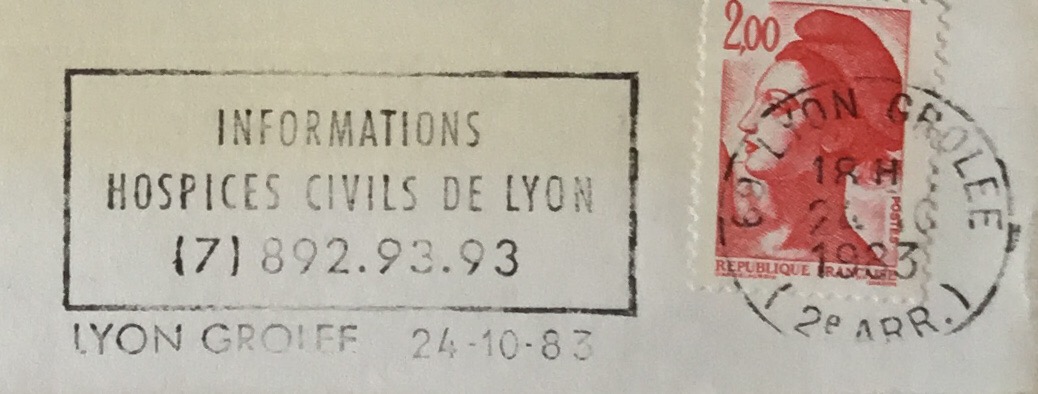 INFORMATIONS
HOSPICES CIVILS DE LYON
(7) 892.93.93
LYON GROLEE 24-10-83
2,00
POSTES
REPUBLIQUE FRANCAISE
69 LYON GROLEE
18 H
1983
(2e ARR.)